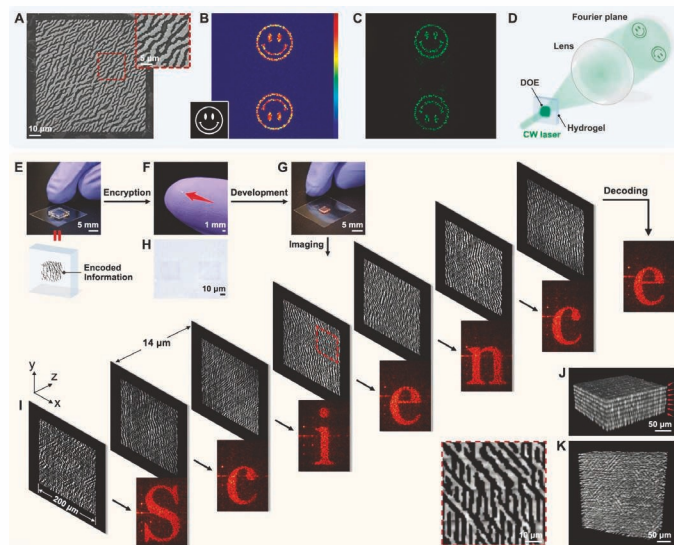 A
5 μm
10 μm
B
C
D
Fourier plane
Lens
DOE
CW laser
Hydrogel
E
5 mm
Encryption
F
1 mm
Development
G
5 mm
Decoding
Encoded
Information
H
10 μm
Imaging
14 μm
y
z
x
I
200 μm
S
c
i
e
n
c
e
10 μm
J
50 μm
K
50 μm